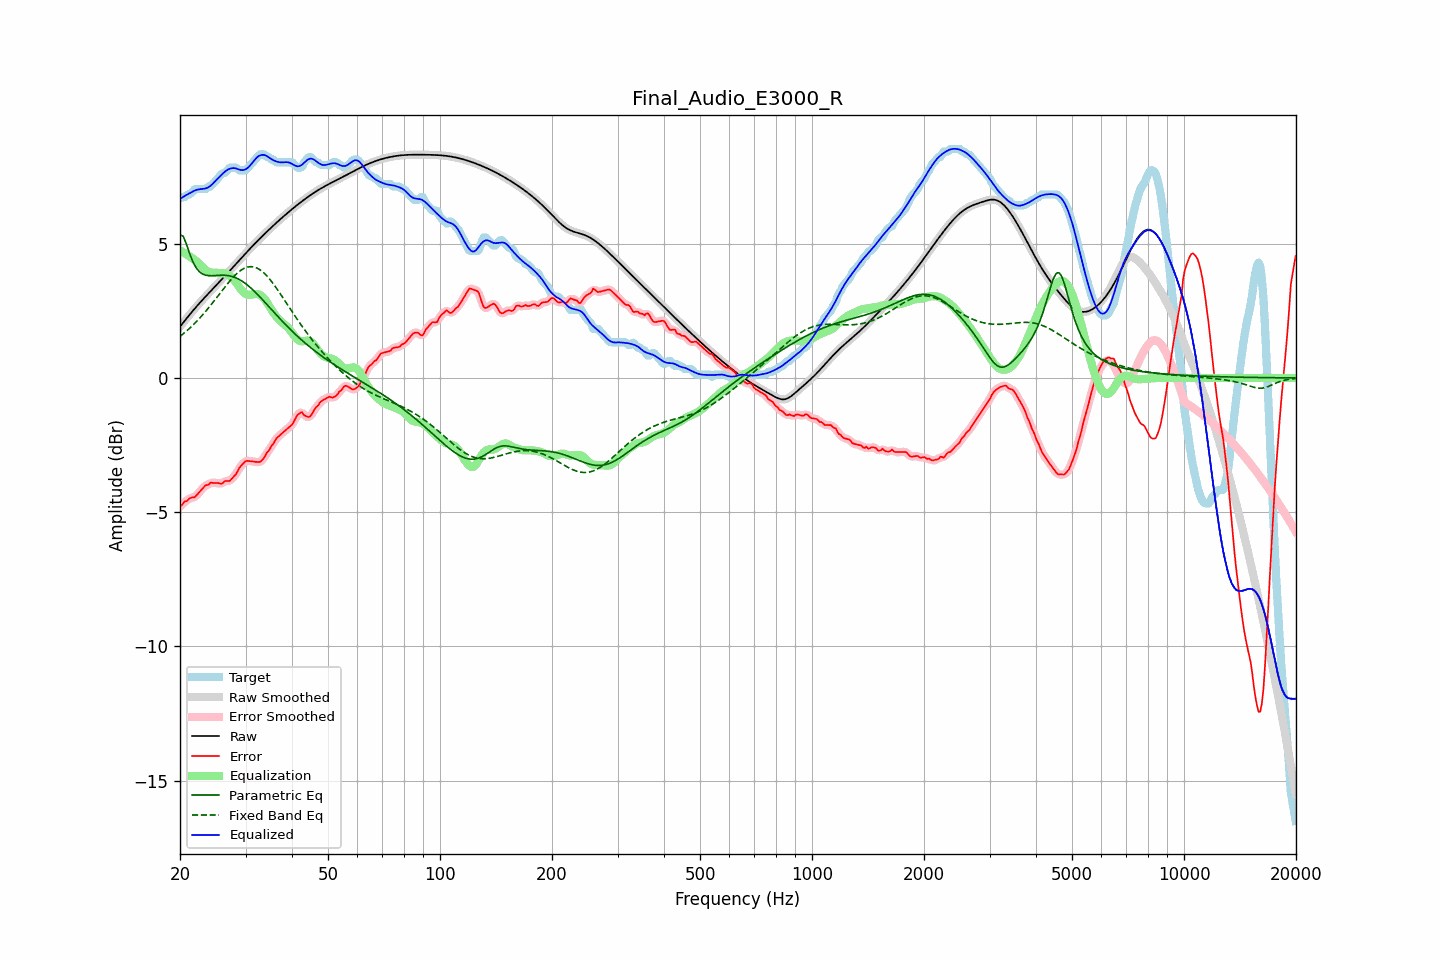 Final_Audio_E3000_R
Amplitude (dBr)
5
0
−5
−10
−15
Target
Raw Smoothed
Error Smoothed
Raw
Error
Equalization
Parametric Eq
Fixed Band Eq
Equalized
20 50 100 200 500 1000 2000 5000 10000 20000
Frequency (Hz)